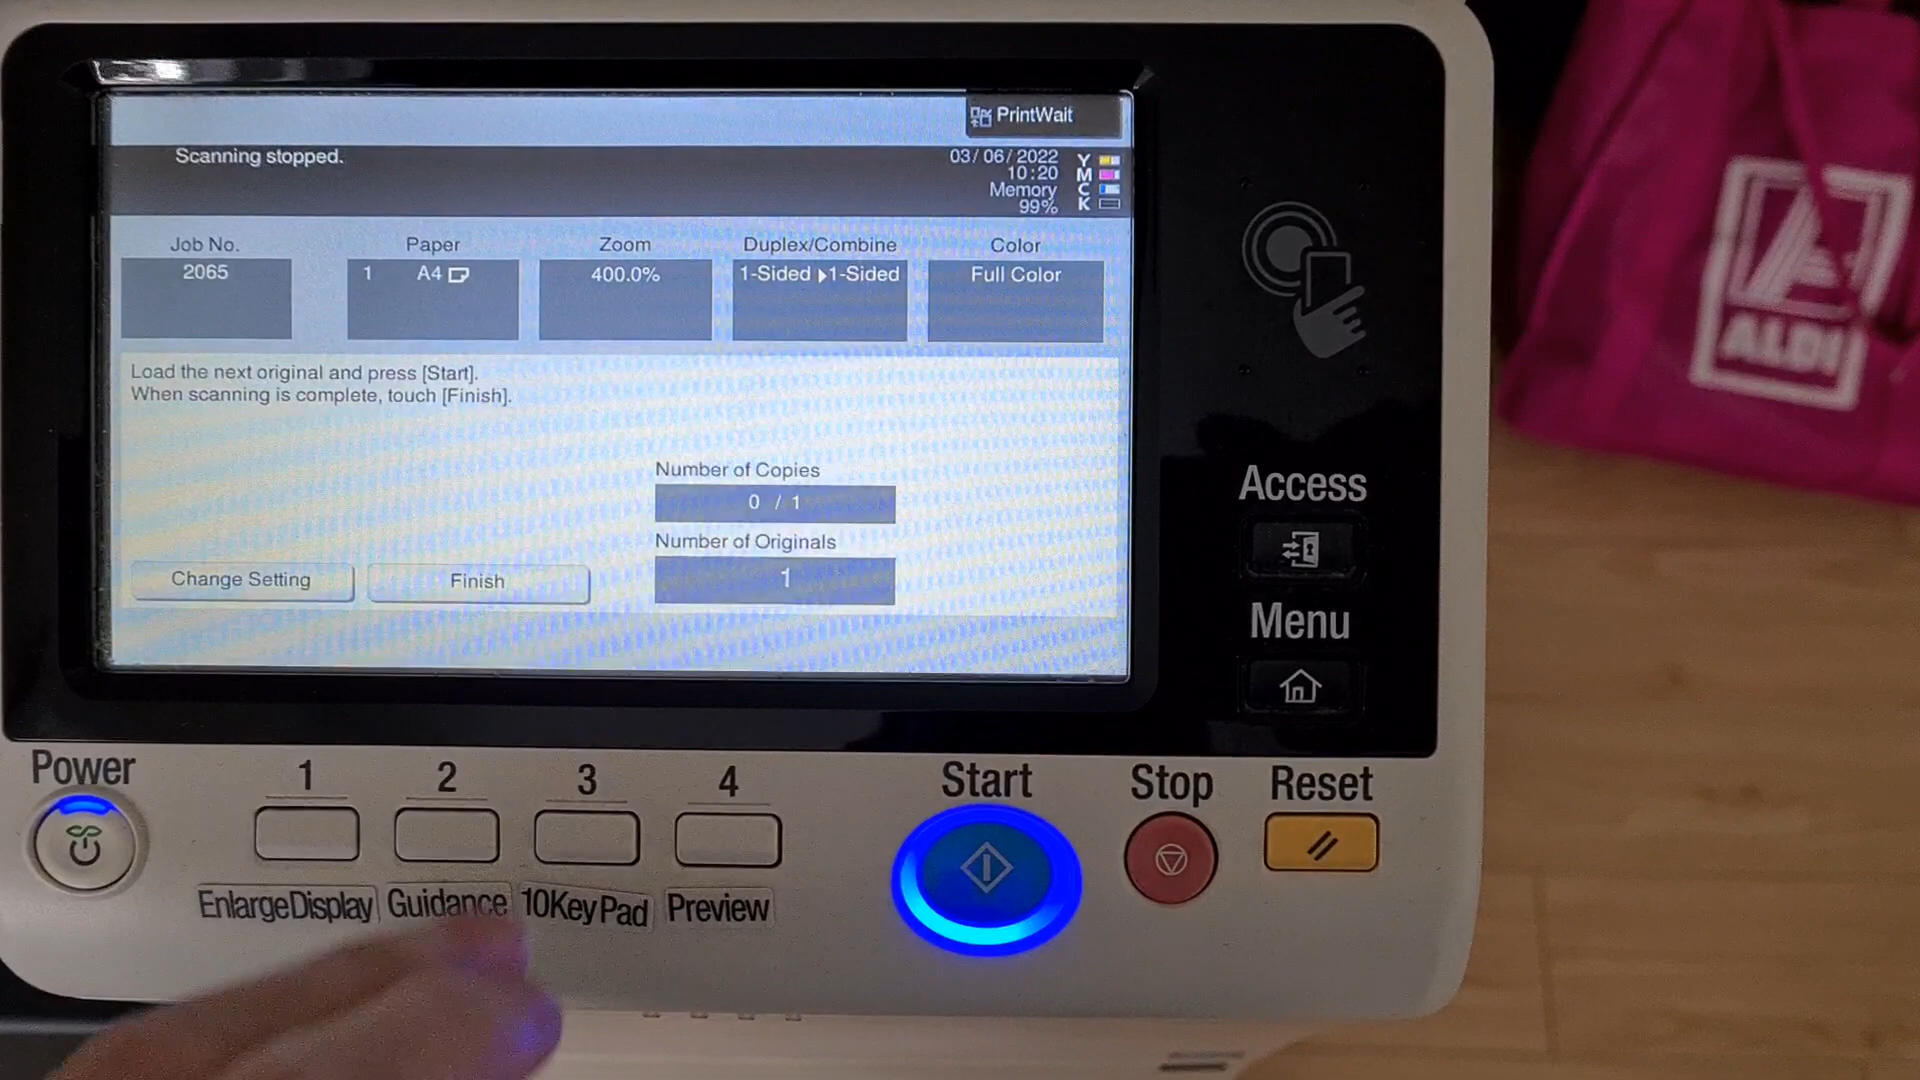 PrintWait
Scanning stopped.
03/06/2022
10:20
Memory
99%
Y
M
C
K
Job No.
Paper
Zoom
Duplex/Combine
Color
2065
1 A4
400.0%
1-Sided ▸1-Sided
Full Color
Load the next original and press [Start].
When scanning is complete, touch [Finish].
Number of Copies
0 / 1
Number of Originals
1
Change Setting
Finish
Access
Menu
Power
1
2
3
4
Start
Stop
Reset
EnlargeDisplay
Guidance
10KeyPad
Preview
ALDI